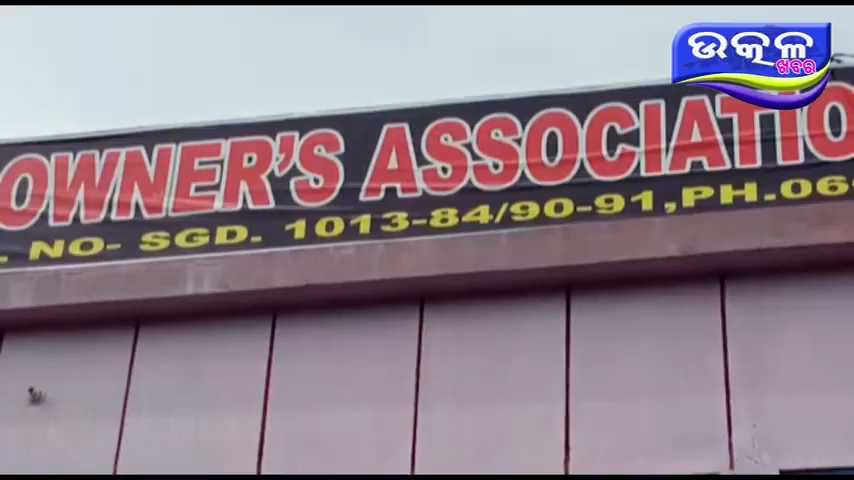 ଉତ୍କଳ
ଖବର
OWNER'S ASSOCIATIO
. NO- SGD. 1013-84/90-91,PH.06